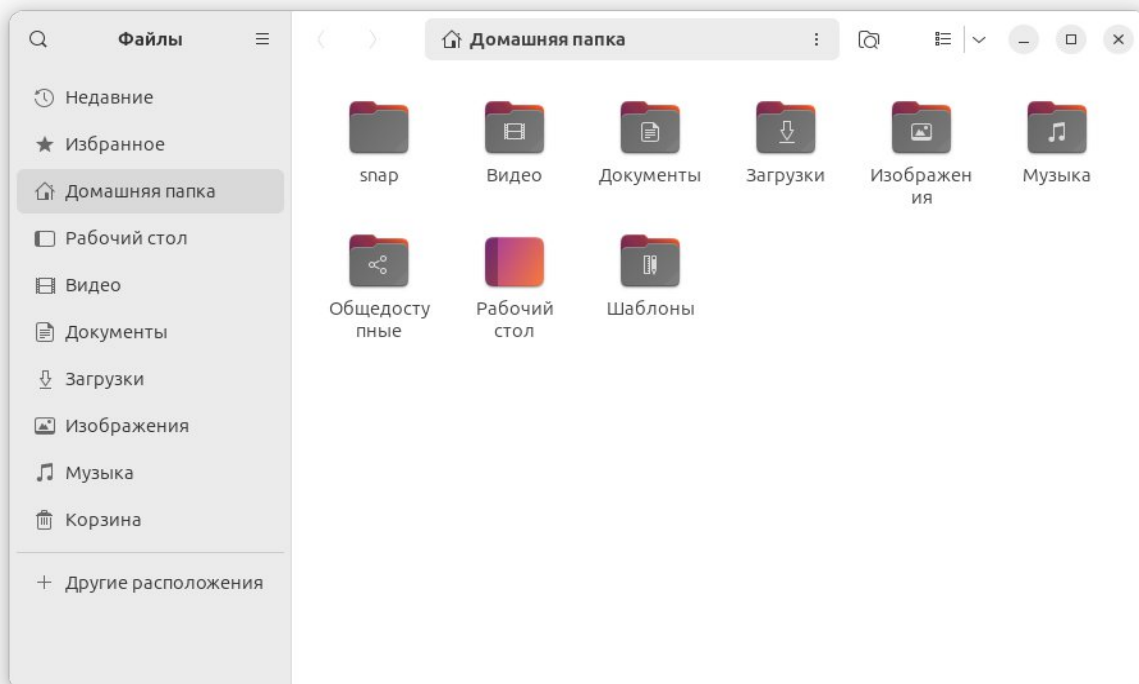 Файлы
Домашняя папка
Недавние
Избранное
Домашняя папка
Рабочий стол
Видео
Документы
Загрузки
Изображения
Музыка
Корзина
Другие расположения
snap
Видео
Документы
Загрузки
Изображен
ия
Музыка
Общедосту
пные
Рабочий
стол
Шаблоны